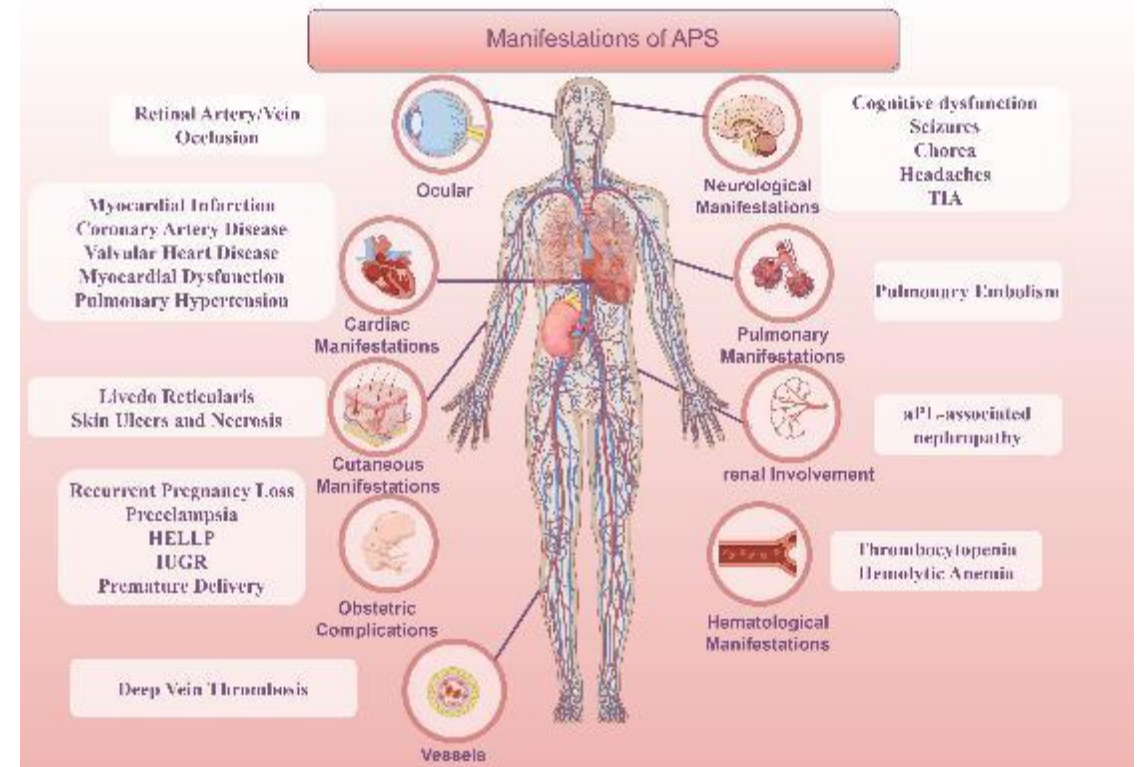 Manifestations of APS
Retinal Artery/Vein
Occlusion
Ocular
Neurological
Manifestations
Cognitive dysfunction
Seizures
Chorea
Headaches
TIA
Myocardial Infarction
Coronary Artery Disease
Valvular Heart Disease
Myocardial Dysfunction
Pulmonary Hypertension
Cardiac
Manifestations
Pulmonary
Manifestations
Pulmonary Embolism
Livedo Reticularis
Skin Ulcers and Necrosis
Cutaneous
Manifestations
renal Involvement
aPL-associated
nephropathy
Recurrent Pregnancy Loss
Preeclampsia
HELLP
IUGR
Premature Delivery
Obstetric
Complications
Hematological
Manifestations
Thrombocytopenia
Hemolytic Anemia
Deep Vein Thrombosis
Vessels